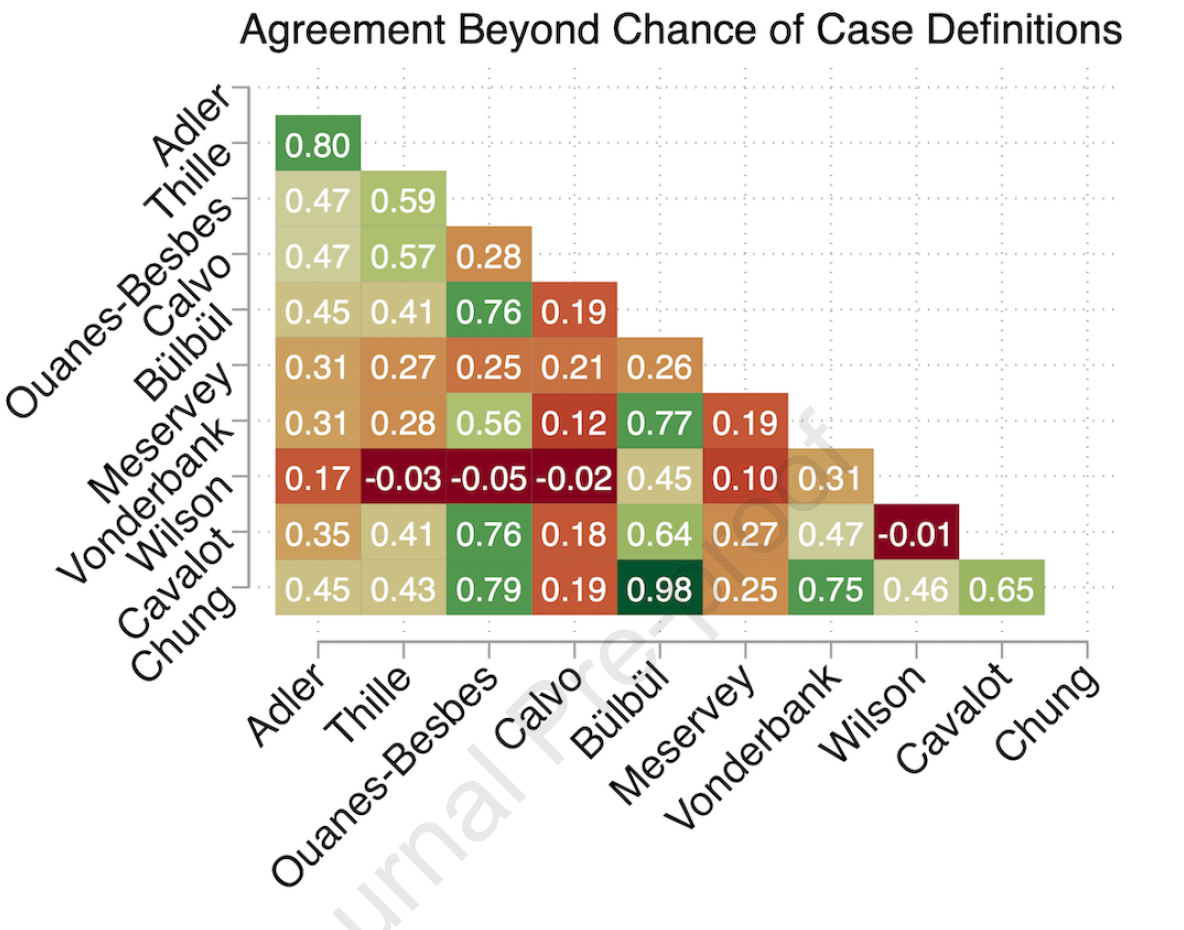 Agreement Beyond Chance of Case Definitions
Adler
Thille
0.80
Ouanes-Besbes
0.47 0.59
Calvo
0.47 0.57 0.28
Bülbül
0.45 0.41 0.76 0.19
Meservey
0.31 0.27 0.25 0.21 0.26
Vonderbank
0.31 0.28 0.56 0.12 0.77 0.19
Wilson
0.17 -0.03 -0.05 -0.02 0.45 0.10 0.31
Cavalot
0.35 0.41 0.76 0.18 0.64 0.27 0.47 -0.01
Chung
0.45 0.43 0.79 0.19 0.98 0.25 0.75 0.46 0.65
Adler Thille Ouanes-Besbes Calvo Bülbül Meservey Vonderbank Wilson Cavalot Chung
urnal Pre-proof